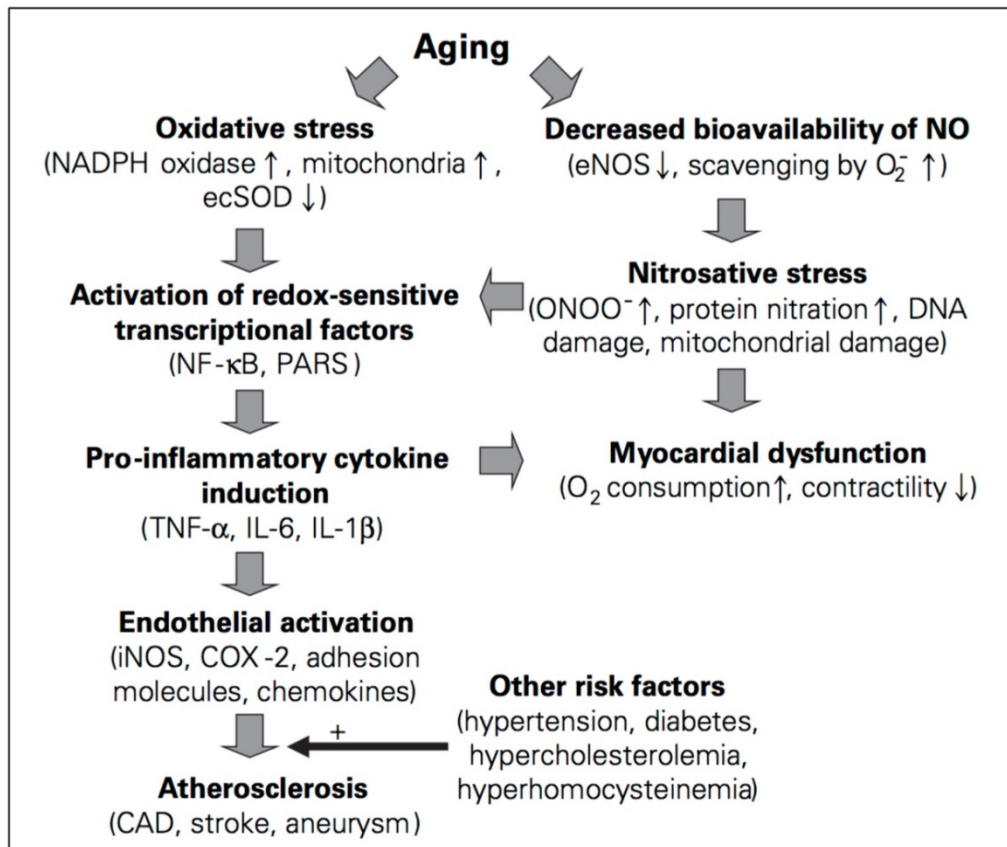 Aging
Oxidative stress
(NADPH oxidase ↑, mitochondria ↑,
ecSOD ↓)
Decreased bioavailability of NO
(eNOS ↓, scavenging by O₂⁻ ↑)
Activation of redox-sensitive
transcriptional factors
(NF-κB, PARS)
Nitrosative stress
(ONOO⁻ ↑, protein nitration ↑, DNA
damage, mitochondrial damage)
Pro-inflammatory cytokine
induction
(TNF-α, IL-6, IL-1β)
Myocardial dysfunction
(O₂ consumption ↑, contractility ↓)
Endothelial activation
(iNOS, COX-2, adhesion
molecules, chemokines)
Other risk factors
(hypertension, diabetes,
hypercholesterolemia,
hyperhomocysteinemia)
+
Atherosclerosis
(CAD, stroke, aneurysm)